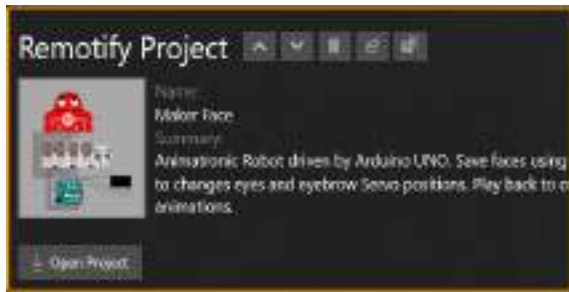 Remotify Project
Name:
Maker Face
Summary:
Animatronic Robot driven by Arduino UNO. Save faces using
to changes eyes and eyebrow Servo positions. Play back to
animations.
Open Project